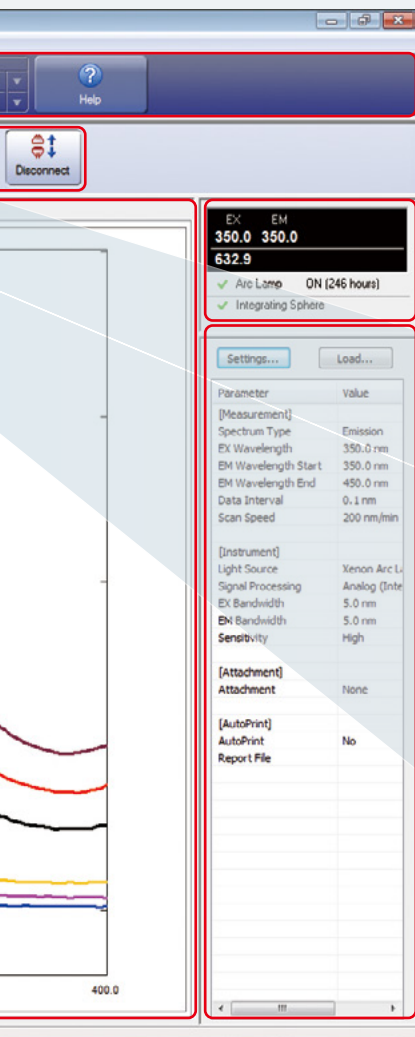 Help
Disconnect
EX EM
350.0 350.0
632.9
Arc Lamp ON (246 hours)
Integrating Sphere
Settings... Load...
Parameter Value
[Measurement]
Spectrum Type Emission
EX Wavelength 350.0 nm
EM Wavelength Start 350.0 nm
EM Wavelength End 450.0 nm
Data Interval 0.1 nm
Scan Speed 200 nm/min
[Instrument]
Light Source Xenon Arc L
Signal Processing Analog (Inte
EX Bandwidth 5.0 nm
EM Bandwidth 5.0 nm
Sensitivity High
[Attachment]
Attachment None
[AutoPrint]
AutoPrint No
Report File
400.0